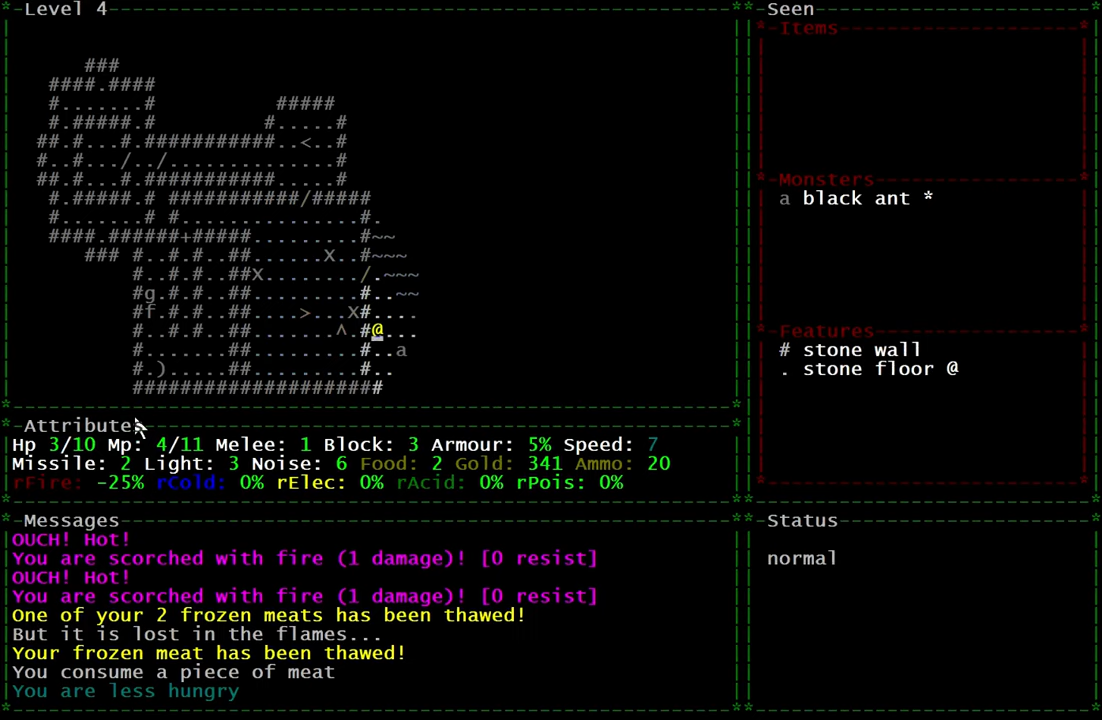 Level 4
Seen
Items
###
####.####
#.......#            #####
#.#####.#         #.....#
##.#...#.###########..<..#
#..#.../../..............#
##.#...#.###########.....#
#.#####.# ###########/#####
#.......# #...............#.
####.######+#####.........#~~
### #..#.#..##......x..#~~~
#..#.#..##x......../.~~~
#g.#.#..##.........#..~~
#f.#.#..##....>...x#....
#..#.#..##.......^.#@...
#.......##.........#..a
#.).....##.........#..
#####################
Monsters
a black ant *
Features
# stone wall
. stone floor @
Attributes
Hp 3/10 Mp: 4/11 Melee: 1 Block: 3 Armour: 5% Speed: 7
Missile: 2 Light: 3 Noise: 6 Food: 2 Gold: 341 Ammo: 20
rFire: -25% rCold: 0% rElec: 0% rAcid: 0% rPois: 0%
Messages
OUCH! Hot!
You are scorched with fire (1 damage)! [0 resist]
OUCH! Hot!
You are scorched with fire (1 damage)! [0 resist]
One of your 2 frozen meats has been thawed!
But it is lost in the flames...
Your frozen meat has been thawed!
You consume a piece of meat
You are less hungry
Status
normal